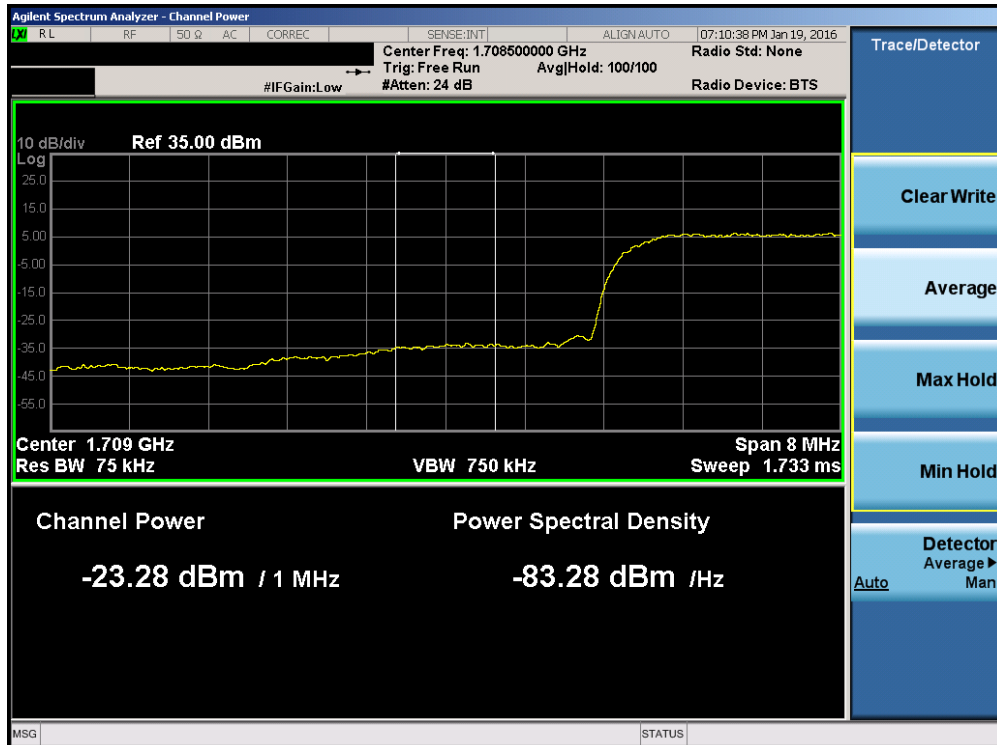 Agilent Spectrum Analyzer - Channel Power
LXI RL RF 50 Ω AC CORREC SENSE:INT ALIGN AUTO 07:10:38 PM Jan 19, 2016
Center Freq: 1.708500000 GHz Radio Std: None
Trig: Free Run Avg|Hold: 100/100
#IFGain:Low #Atten: 24 dB Radio Device: BTS
10 dB/div Ref 35.00 dBm
Log
25.0
15.0
5.00
-5.00
-15.0
-25.0
-35.0
-45.0
-55.0
Center 1.709 GHz Span 8 MHz
Res BW 75 kHz VBW 750 kHz Sweep 1.733 ms
Channel Power Power Spectral Density
-23.28 dBm / 1 MHz -83.28 dBm /Hz
Trace/Detector
Clear Write
Average
Max Hold
Min Hold
Detector
Average
Auto Man
MSG STATUS